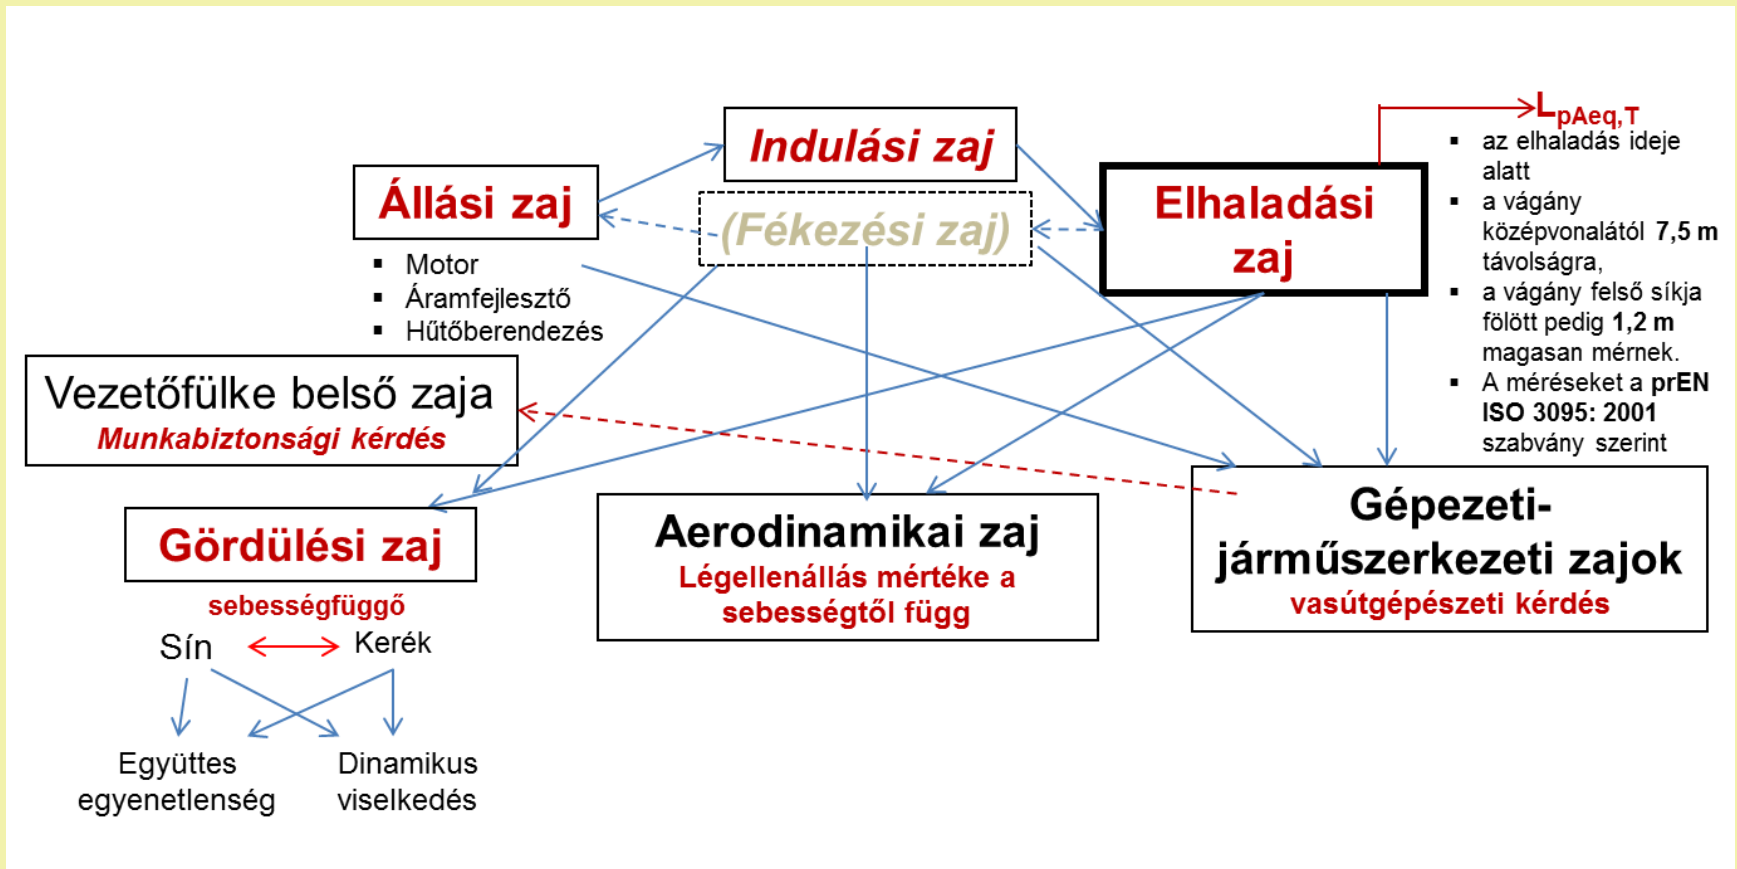 Indulási zaj
Állási zaj
(Fékezési zaj)
Elhaladási
zaj
LpAeq,T
▪ az elhaladás ideje
alatt
▪ a vágány
középvonalától 7,5 m
távolságra,
▪ a vágány felső síkja
fölött pedig 1,2 m
magasan mérnek.
▪ A méréseket a prEN
ISO 3095: 2001
szabvány szerint
▪ Motor
▪ Áramfejlesztő
▪ Hűtőberendezés
Vezetőfülke belső zaja
Munkabiztonsági kérdés
Gördülési zaj
sebességfüggő
Sín
Kerék
Együttes
egyenetlenség
Dinamikus
viselkedés
Aerodinamikai zaj
Légellenállás mértéke a
sebességtől függ
Gépezeti-
járműszerkezeti zajok
vasútgépészeti kérdés